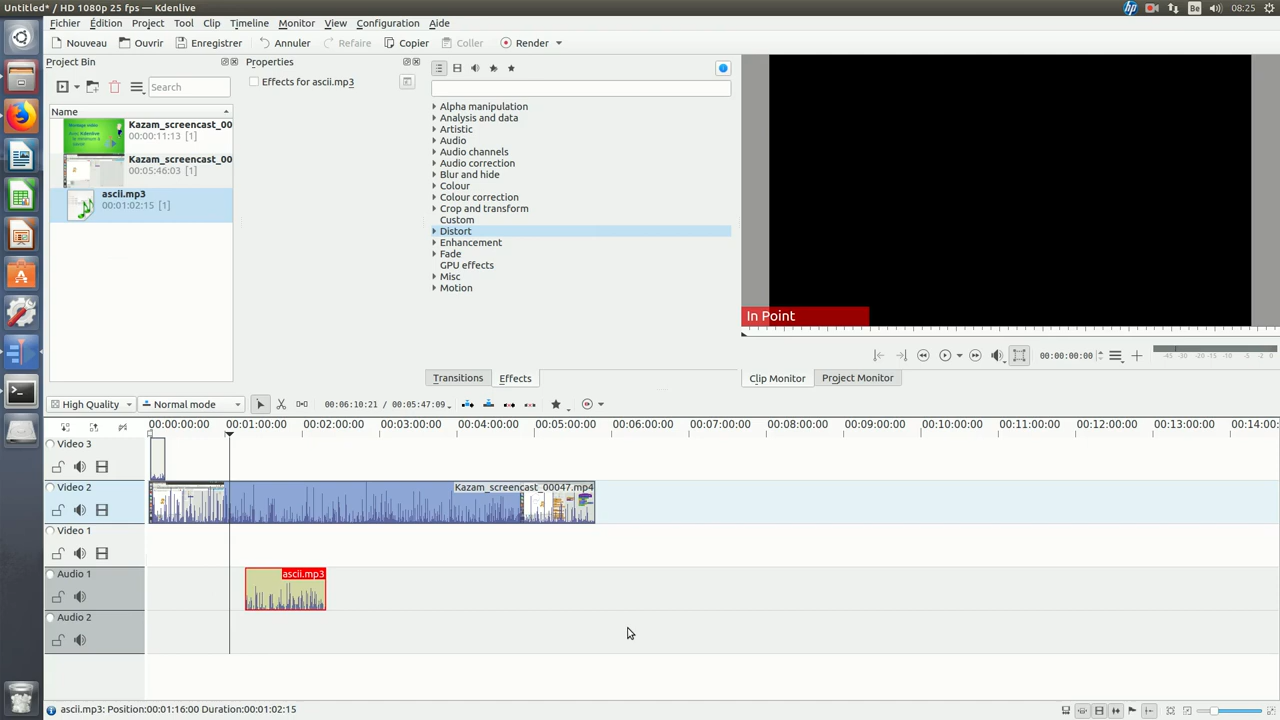 Untitled* / HD 1080p 25 fps — Kdenlive
Be
08:25
Fichier Édition Project Tool Clip Timeline Monitor View Configuration Aide
Nouveau Ouvrir Enregistrer Annuler Refaire Copier Coller Render
Project Bin
Properties
Search
Effects for ascii.mp3
Name
Kazam_screencast_00
00:00:11:13 [1]
Kazam_screencast_00
00:05:46:03 [1]
ascii.mp3
00:01:02:15 [1]
Alpha manipulation
Analysis and data
Artistic
Audio
Audio channels
Audio correction
Blur and hide
Colour
Colour correction
Crop and transform
Custom
Distort
Enhancement
Fade
GPU effects
Misc
Motion
In Point
00:00:00:00
-45 -30 -20 -15 -10 -5 -2 0
Transitions Effects
Clip Monitor Project Monitor
High Quality Normal mode 00:06:10:21 / 00:05:47:09
00:00:00:00 00:01:00:00 00:02:00:00 00:03:00:00 00:04:00:00 00:05:00:00 00:06:00:00 00:07:00:00 00:08:00:00 00:09:00:00 00:10:00:00 00:11:00:00 00:12:00:00 00:13:00:00 00:14:00:
Video 3
Video 2
Kazam_screencast_00047.mp4
Video 1
Audio 1
ascii.mp3
Audio 2
ascii.mp3: Position:00:01:16:00 Duration:00:01:02:15